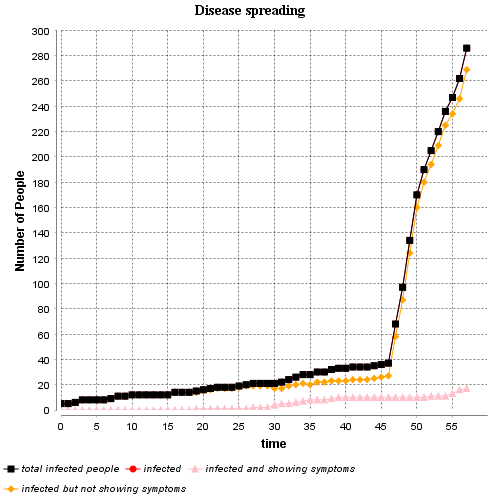 Disease spreading
300
280
260
240
220
200
180
160
140
120
100
80
60
40
20
0
Number of People
0 5 10 15 20 25 30 35 40 45 50 55
time
total infected people infected infected and showing symptoms
infected but not showing symptoms